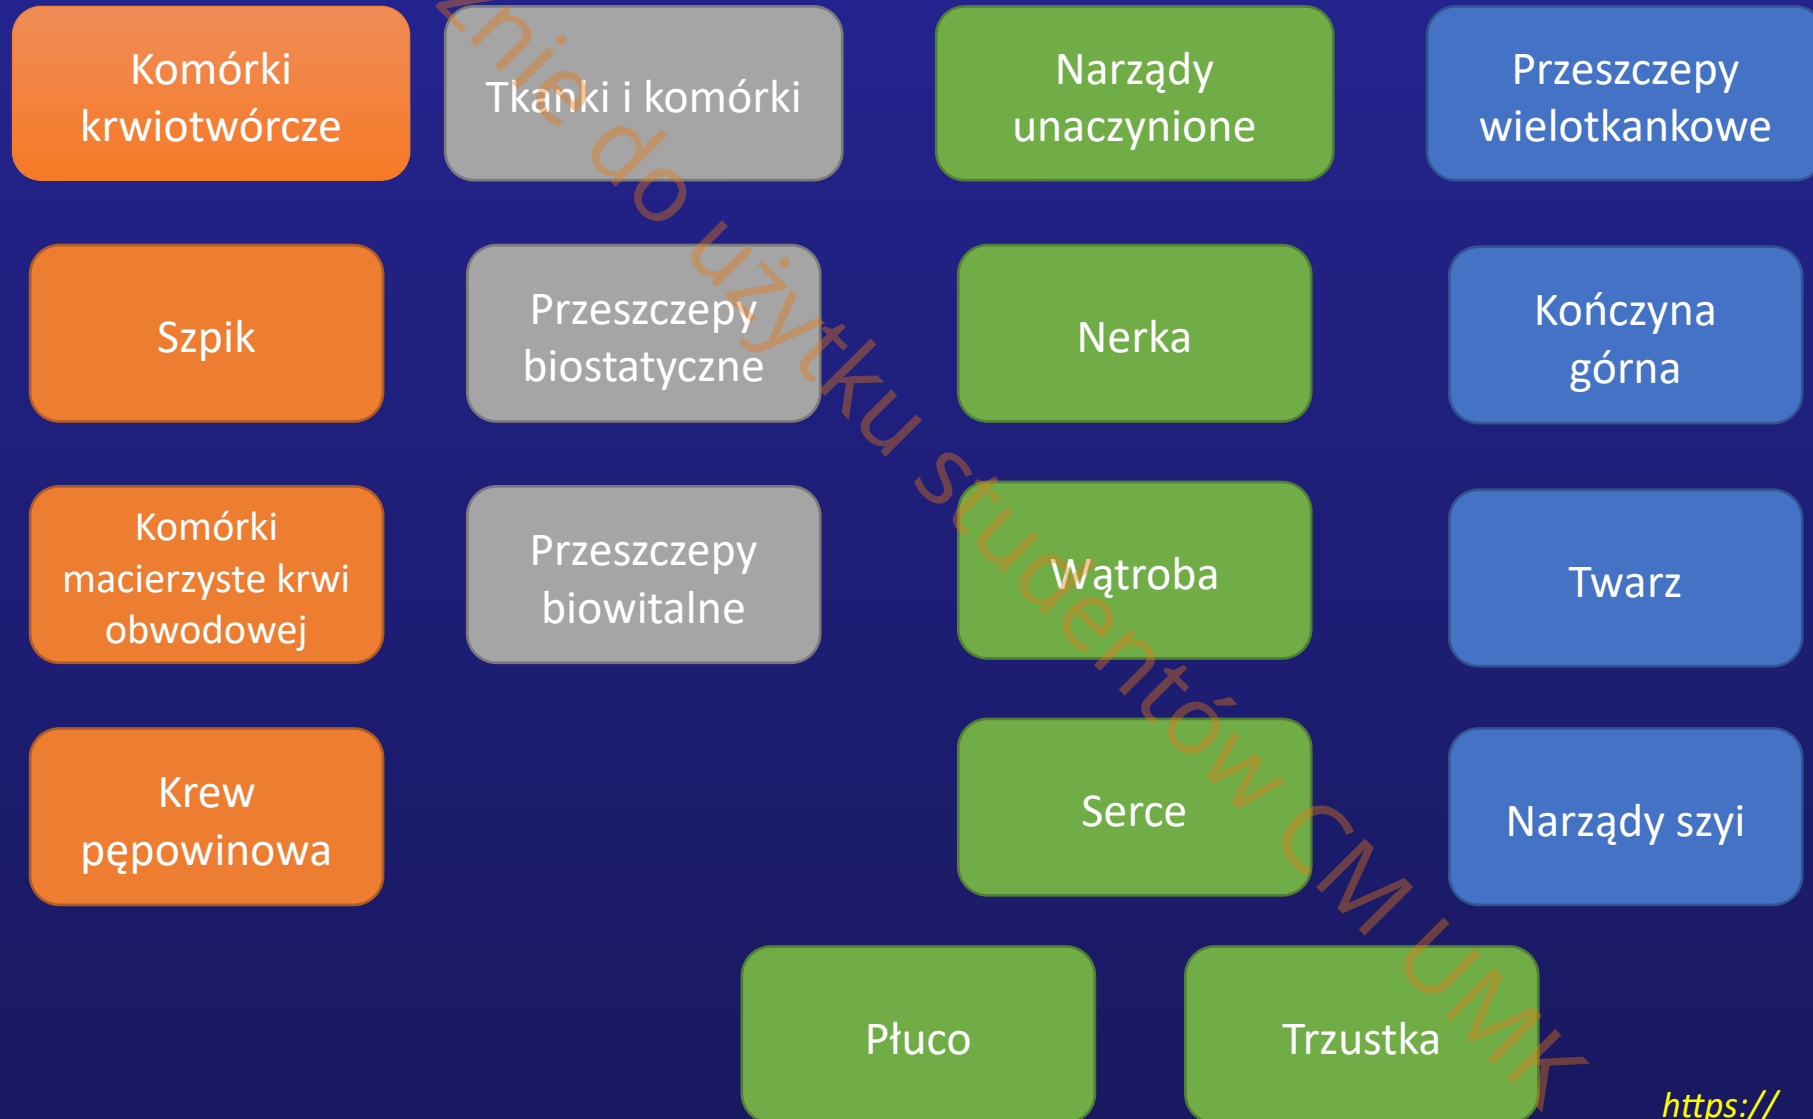 Komórki
krwiotwórcze
Tkanki i komórki
Narządy
unaczynione
Przeszczepy
wielotkankowe
Szpik
Przeszczepy
biostatyczne
Nerka
Kończyna
górna
Komórki
macierzyste krwi
obwodowej
Przeszczepy
biowitalne
Wątroba
Twarz
Krew
pępowinowa
Serce
Narządy szyi
Płuco
Trzustka
znie do użytku studentów CM UMK
https://